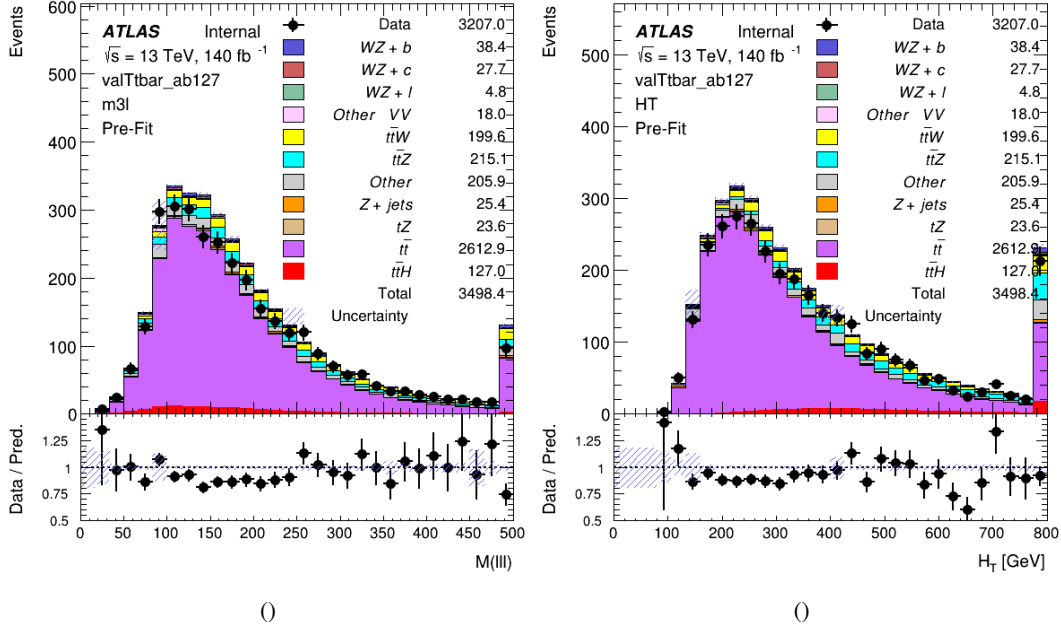 Events
600
500
400
300
200
100
0
ATLAS Internal
√s = 13 TeV, 140 fb⁻¹
valTtbar_ab127
m3l
Pre-Fit
Data 3207.0
WZ + b 38.4
WZ + c 27.7
WZ + l 4.8
Other VV 18.0
tt̄W 199.6
tt̄Z 215.1
Other 205.9
Z + jets 25.4
tZ 23.6
tt̄ 2612.9
tt̄H 127.0
Total 3498.4
Uncertainty
Data / Pred.
1.25
1
0.75
0.5
0 50 100 150 200 250 300 350 400 450 500
M(lll)
()
Events
500
400
300
200
100
0
ATLAS Internal
√s = 13 TeV, 140 fb⁻¹
valTtbar_ab127
HT
Pre-Fit
Data 3207.0
WZ + b 38.4
WZ + c 27.7
WZ + l 4.8
Other VV 18.0
tt̄W 199.6
tt̄Z 215.1
Other 205.9
Z + jets 25.4
tZ 23.6
tt̄ 2612.9
tt̄H 127.0
Total 3498.4
Uncertainty
Data / Pred.
1.25
1
0.75
0.5
0 100 200 300 400 500 600 700 800
H_T [GeV]
()